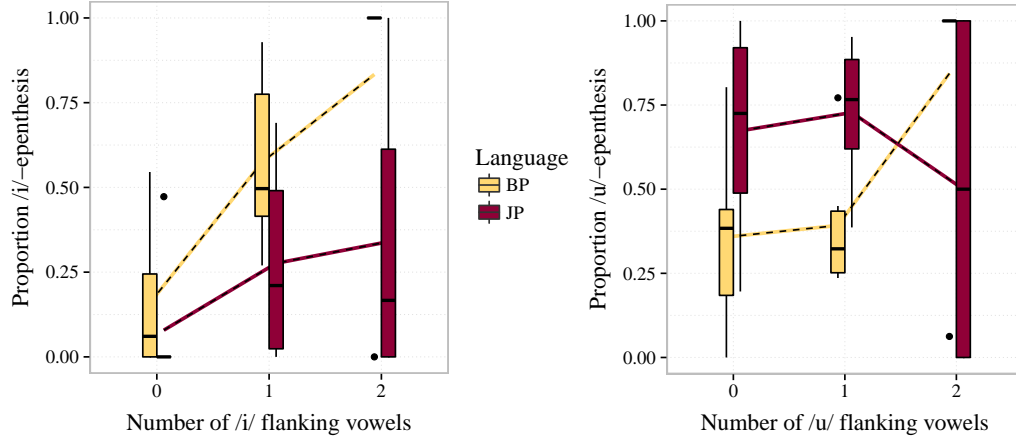 Proportion /i/−epenthesis
1.00
0.75
0.50
0.25
0.00
0
1
2
Number of /i/ flanking vowels
Language
BP
JP
Proportion /u/−epenthesis
1.00
0.75
0.50
0.25
0.00
0
1
2
Number of /u/ flanking vowels